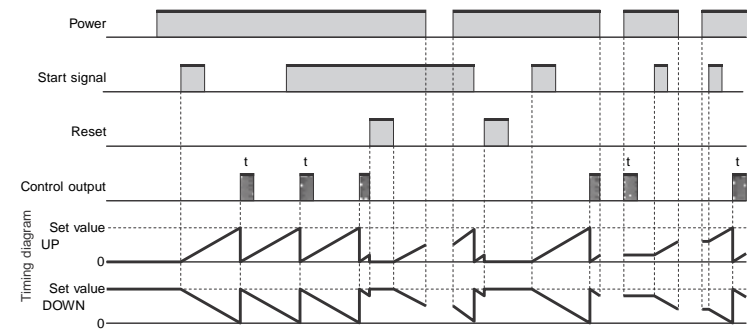 Power
Start signal
Reset
t
t
t
t
Control output
Timing diagram
Set value
UP
0
Set value
DOWN
0